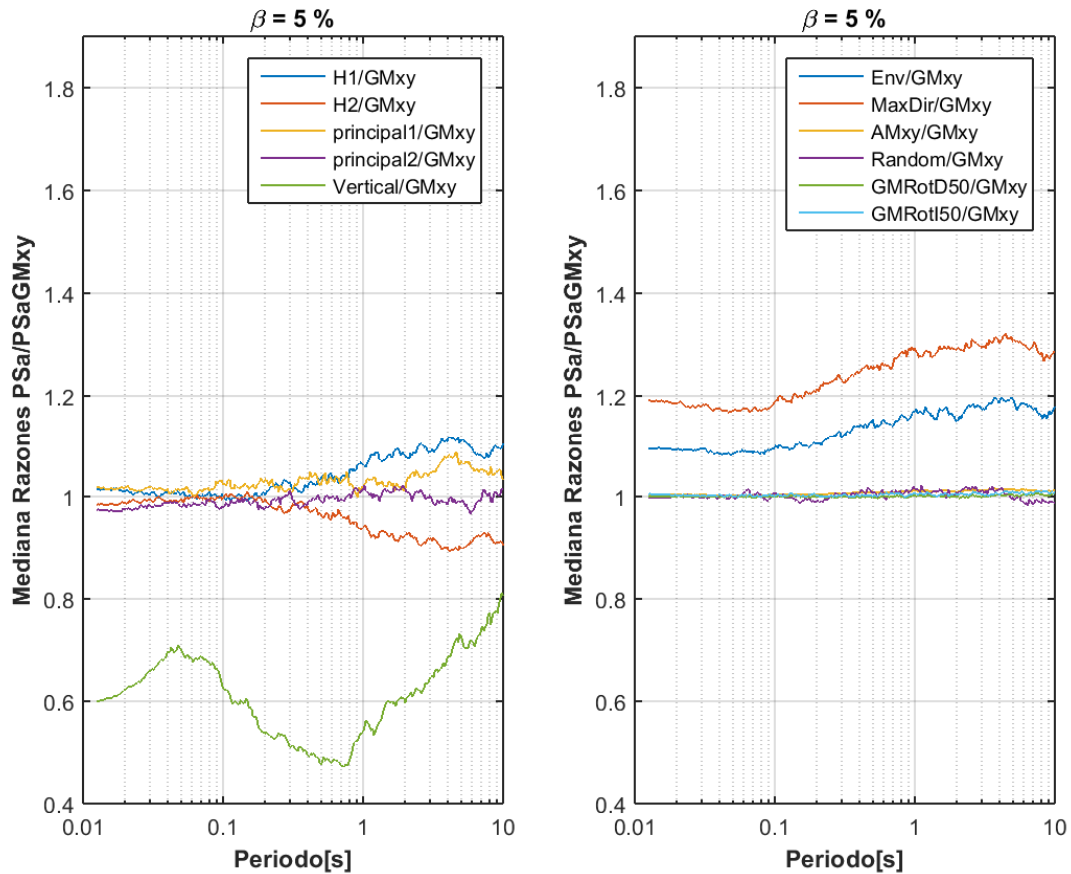 β = 5 %
H1/GMxy
H2/GMxy
principal1/GMxy
principal2/GMxy
Vertical/GMxy
1.8
1.6
1.4
1.2
1
0.8
0.6
0.4
0.01
0.1
1
10
Mediana Razones PSa/PSaGMxy
Periodo[s]
β = 5 %
Env/GMxy
MaxDir/GMxy
AMxy/GMxy
Random/GMxy
GMRotD50/GMxy
GMRotI50/GMxy
1.8
1.6
1.4
1.2
1
0.8
0.6
0.4
0.01
0.1
1
10
Mediana Razones PSa/PSaGMxy
Periodo[s]